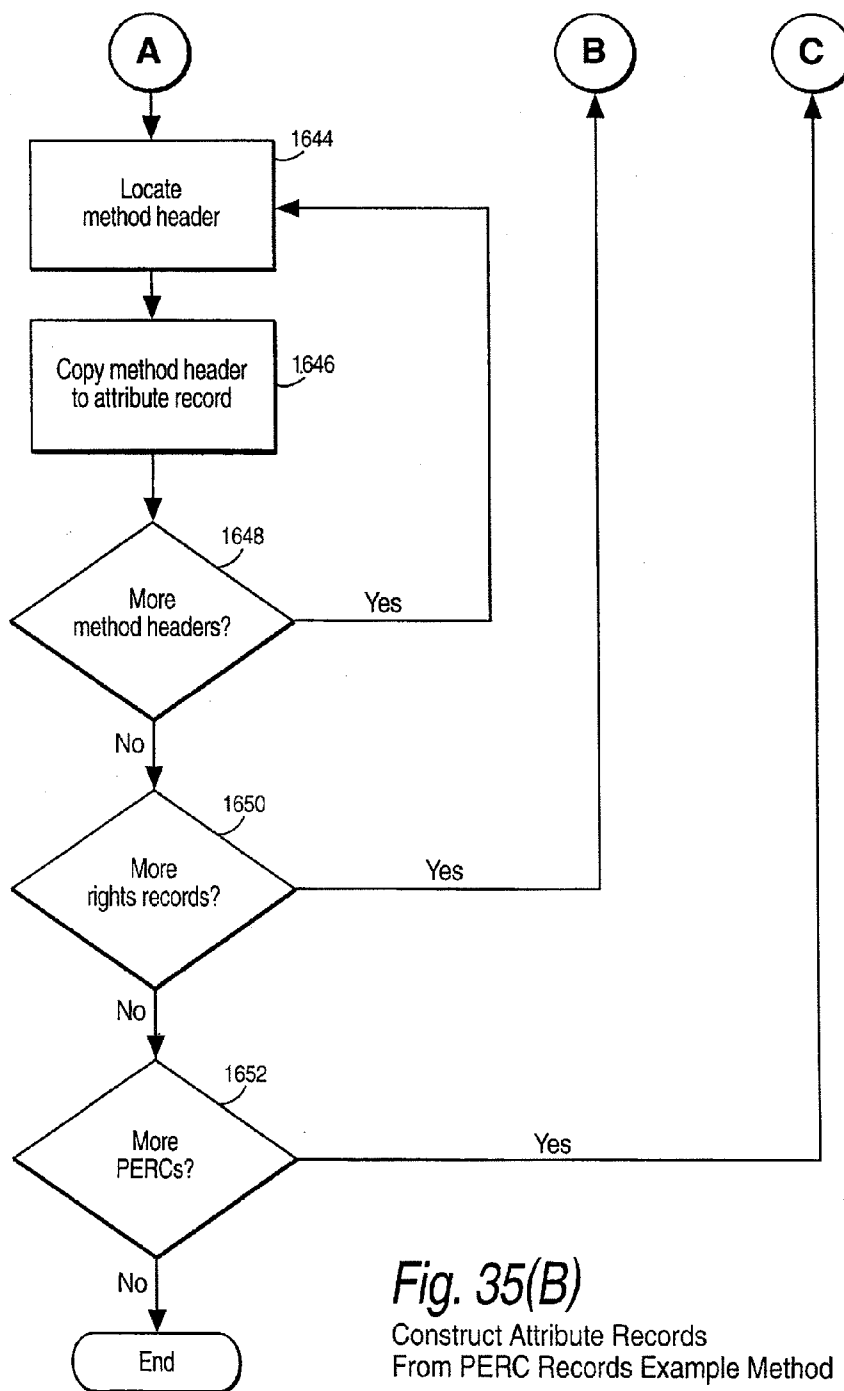 A
B
C
1644
Locate
method header
1646
Copy method header
to attribute record
1648
More
method headers?
Yes
No
1650
More
rights records?
Yes
No
1652
More
PERCs?
Yes
No
End
Fig. 35(B)
Construct Attribute Records
From PERC Records Example Method